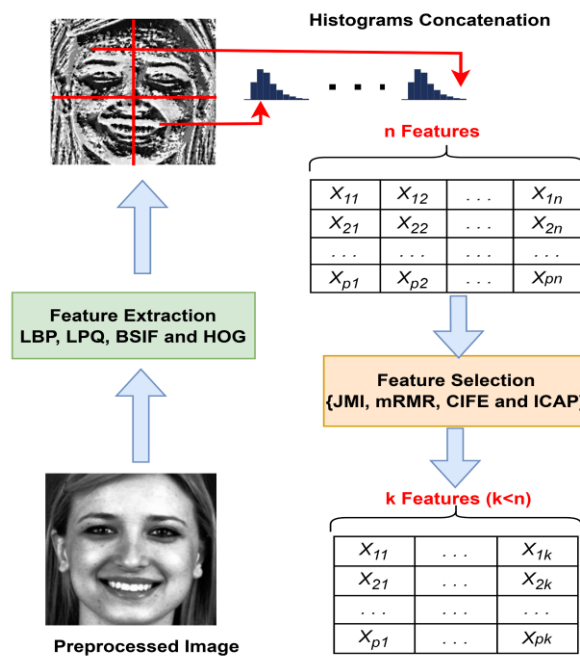 Histograms Concatenation
n Features
X11 X12 . . . X1n
X21 X22 . . . X2n
. . . . . . . . . . . .
Xp1 Xp2 . . . Xpn
Feature Extraction
LBP, LPQ, BSIF and HOG
Feature Selection
{JMI, mRMR, CIFE and ICAP}
k Features (k<n)
X11 . . . X1k
X21 . . . X2k
. . . . . . . . .
Xp1 . . . Xpk
Preprocessed Image